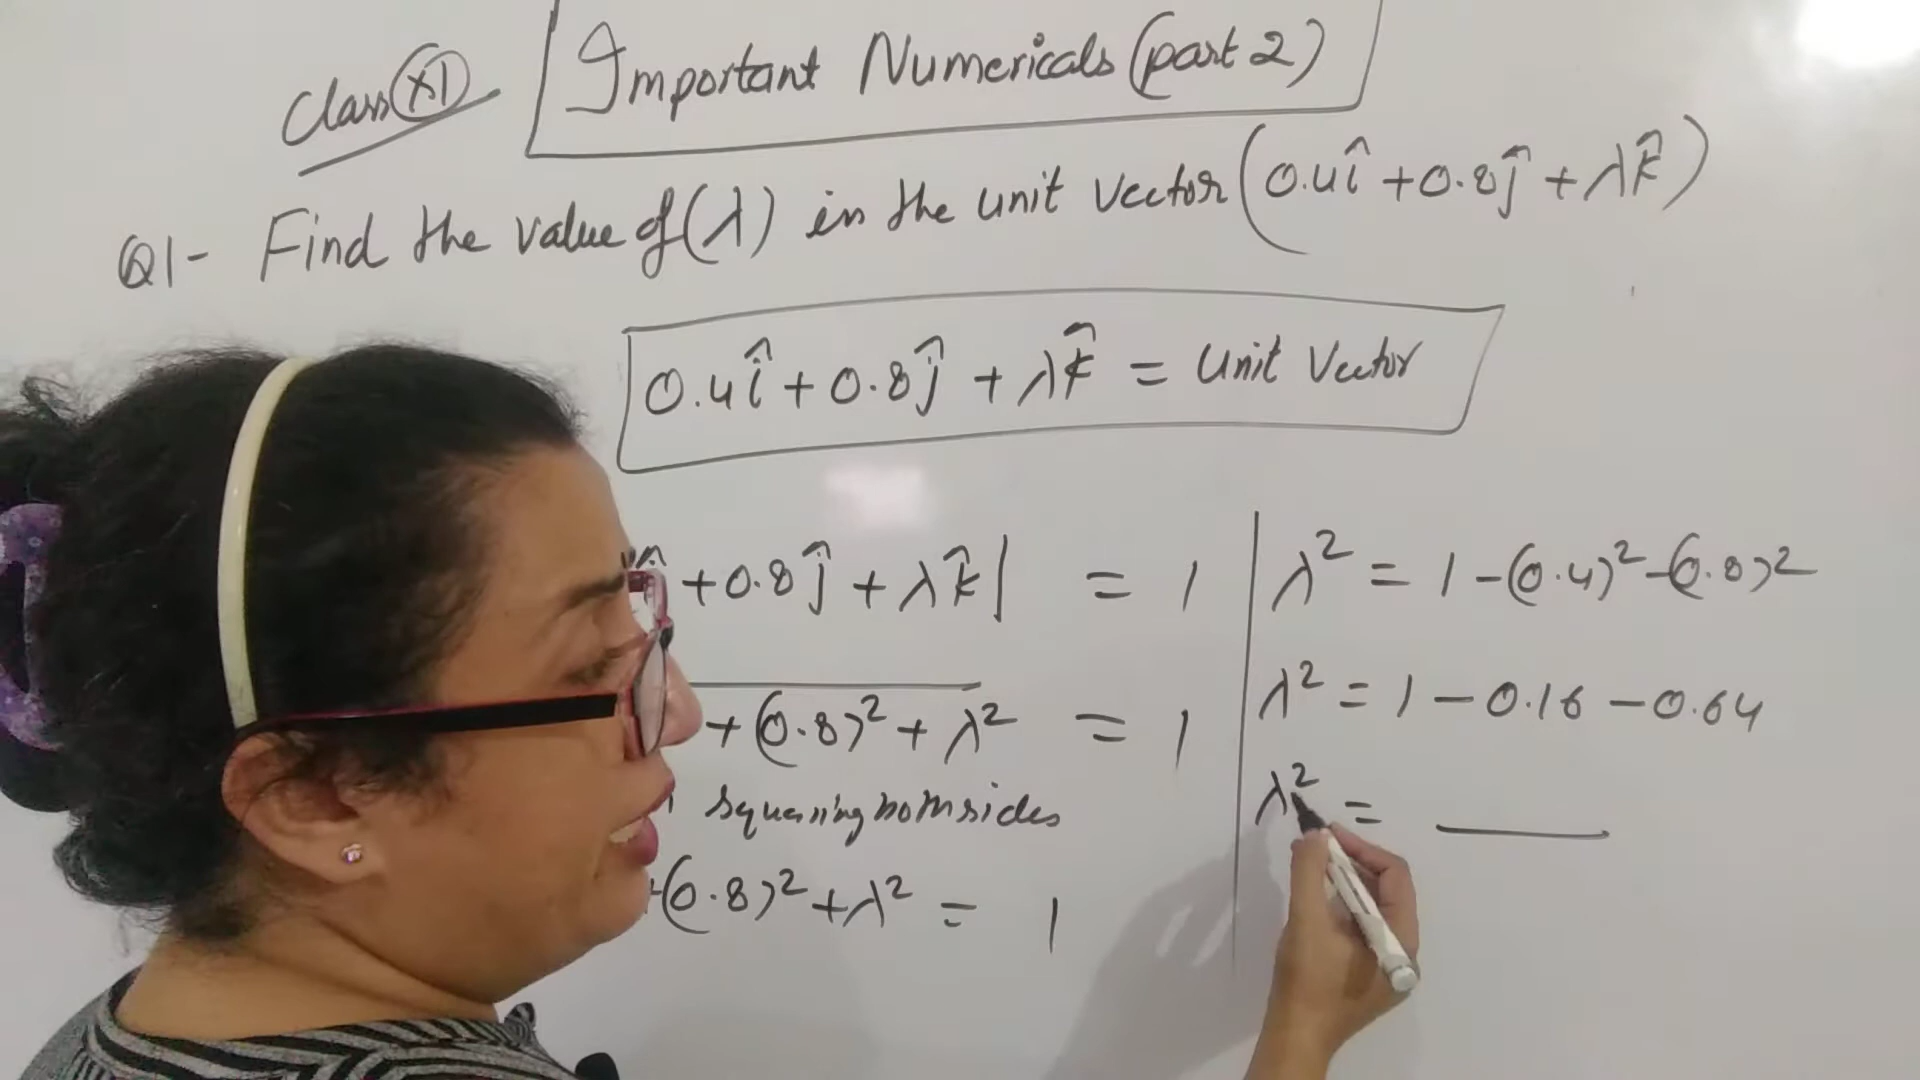 Class XI
Important Numericals (part 2)
Q1- Find the value of (λ) in the unit vector (0.4î + 0.8ĵ + λk̂)
0.4î + 0.8ĵ + λk̂ = Unit Vector
+ 0.8ĵ + λk̂| = 1
+ (0.8)² + λ² = 1
squaring both sides
+(0.8)² + λ² = 1
λ² = 1 - (0.4)² - (0.8)²
λ² = 1 - 0.16 - 0.64
λ² =